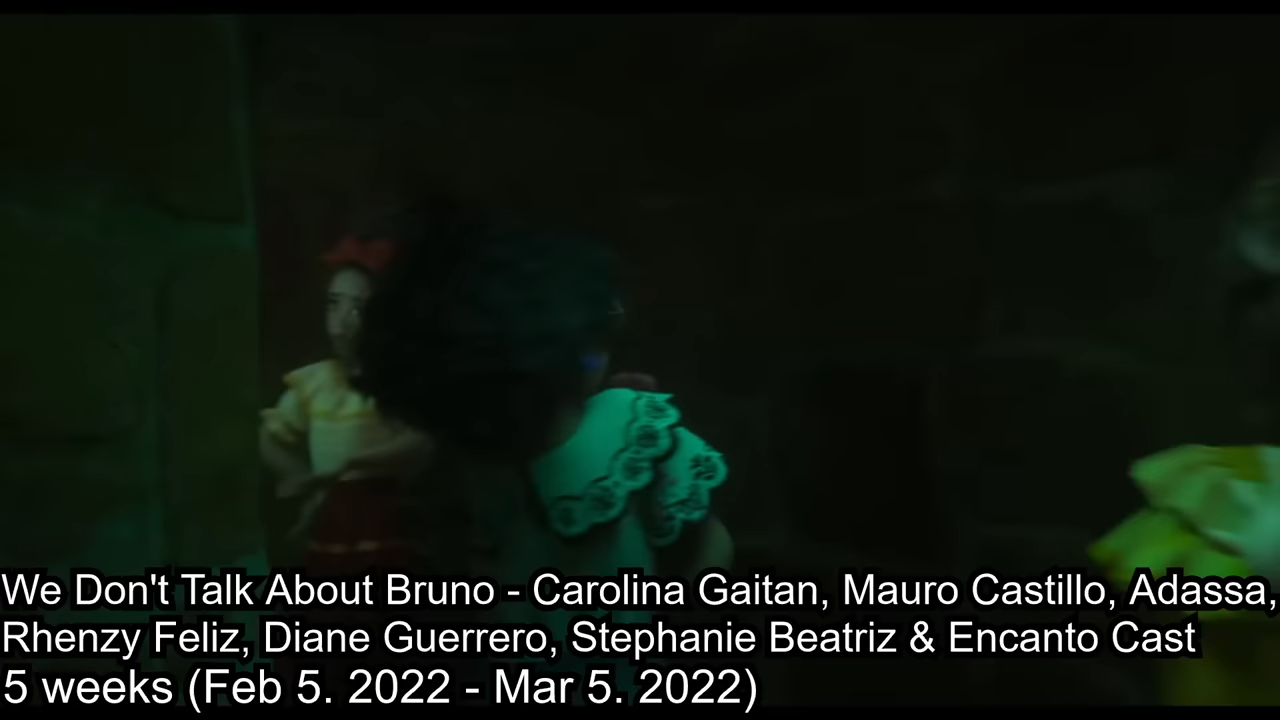 We Don't Talk About Bruno - Carolina Gaitan, Mauro Castillo, Adassa,
Rhenzy Feliz, Diane Guerrero, Stephanie Beatriz & Encanto Cast
5 weeks (Feb 5. 2022 - Mar 5. 2022)